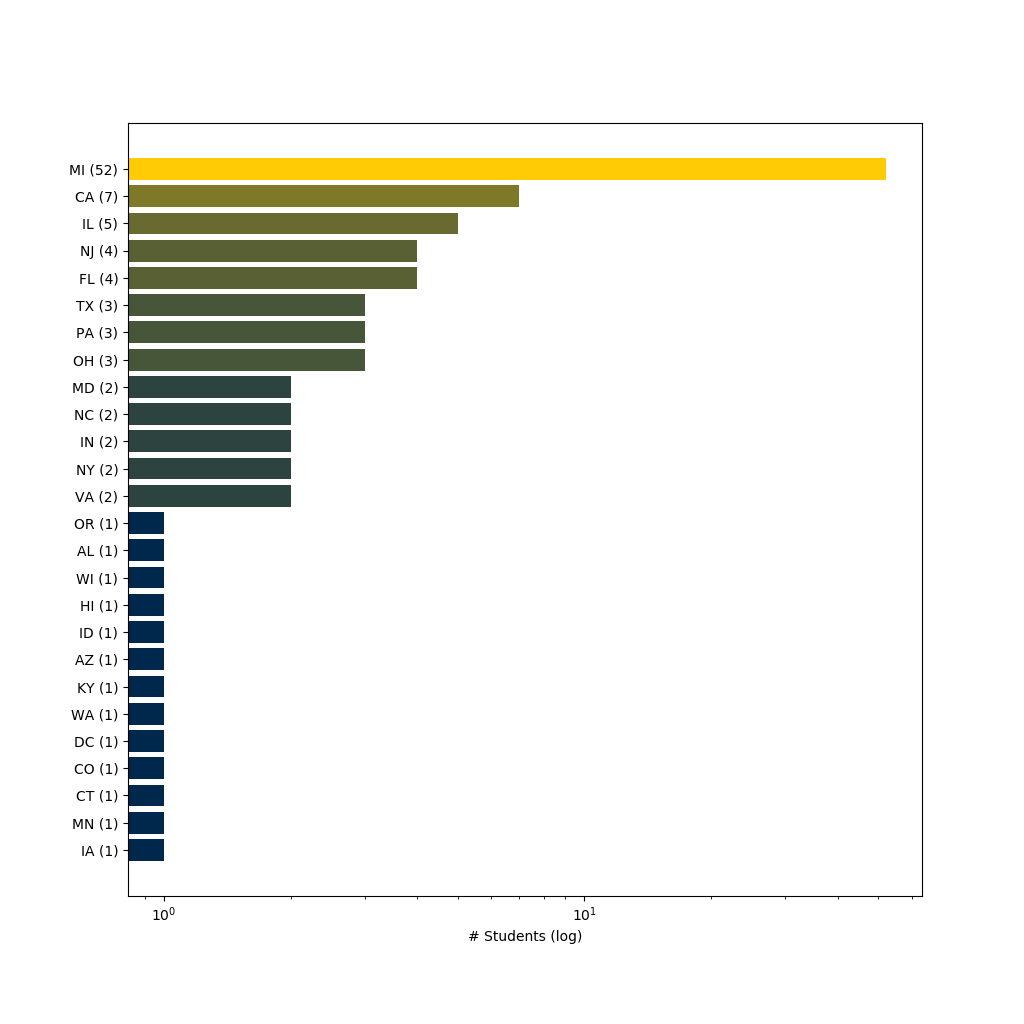 MI (52)
CA (7)
IL (5)
NJ (4)
FL (4)
TX (3)
PA (3)
OH (3)
MD (2)
NC (2)
IN (2)
NY (2)
VA (2)
OR (1)
AL (1)
WI (1)
HI (1)
ID (1)
AZ (1)
KY (1)
WA (1)
DC (1)
CO (1)
CT (1)
MN (1)
IA (1)
10⁰ 10¹
# Students (log)